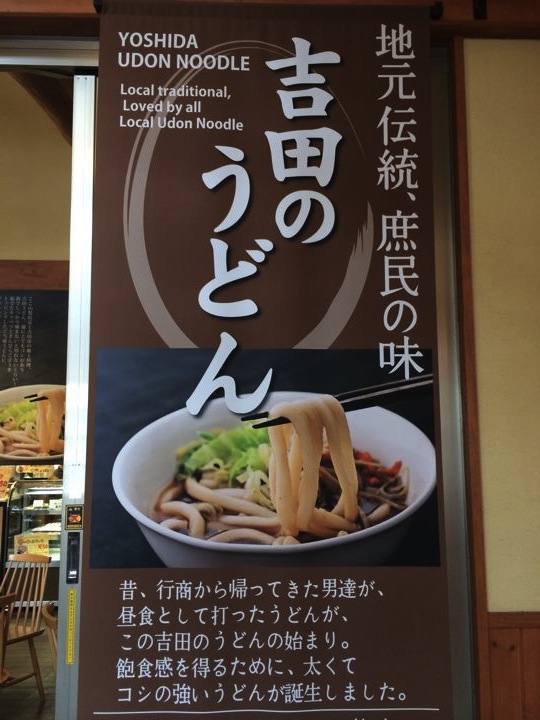 YOSHIDA
UDON NOODLE
Local traditional,
Loved by all
Local Udon Noodle
地元伝統、庶民の味
吉田の
うどん
昔、行商から帰ってきた男達が、
昼食として打ったうどんが、
この吉田のうどんの始まり。
飽食感を得るために、太くて
コシの強いうどんが誕生しました。